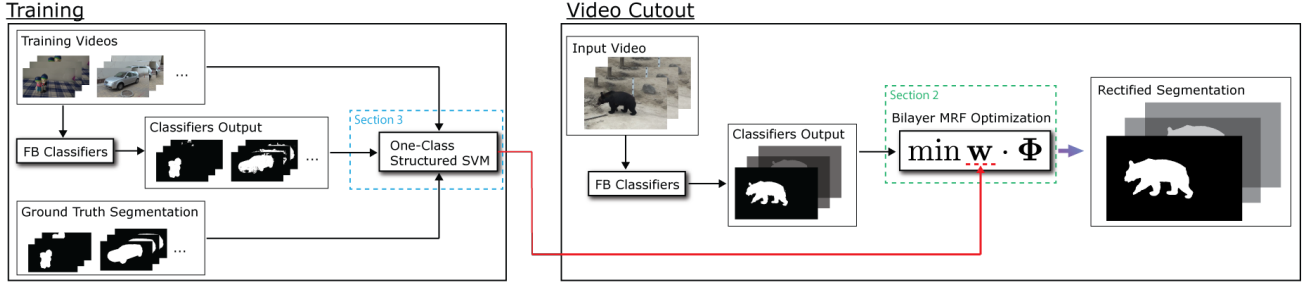 Training
Training Videos
...
FB Classifiers
Classifiers Output
...
Section 3
One-Class
Structured SVM
Ground Truth Segmentation
...
Video Cutout
Input Video
FB Classifiers
Classifiers Output
Section 2
Bilayer MRF Optimization
min w · Φ
Rectified Segmentation